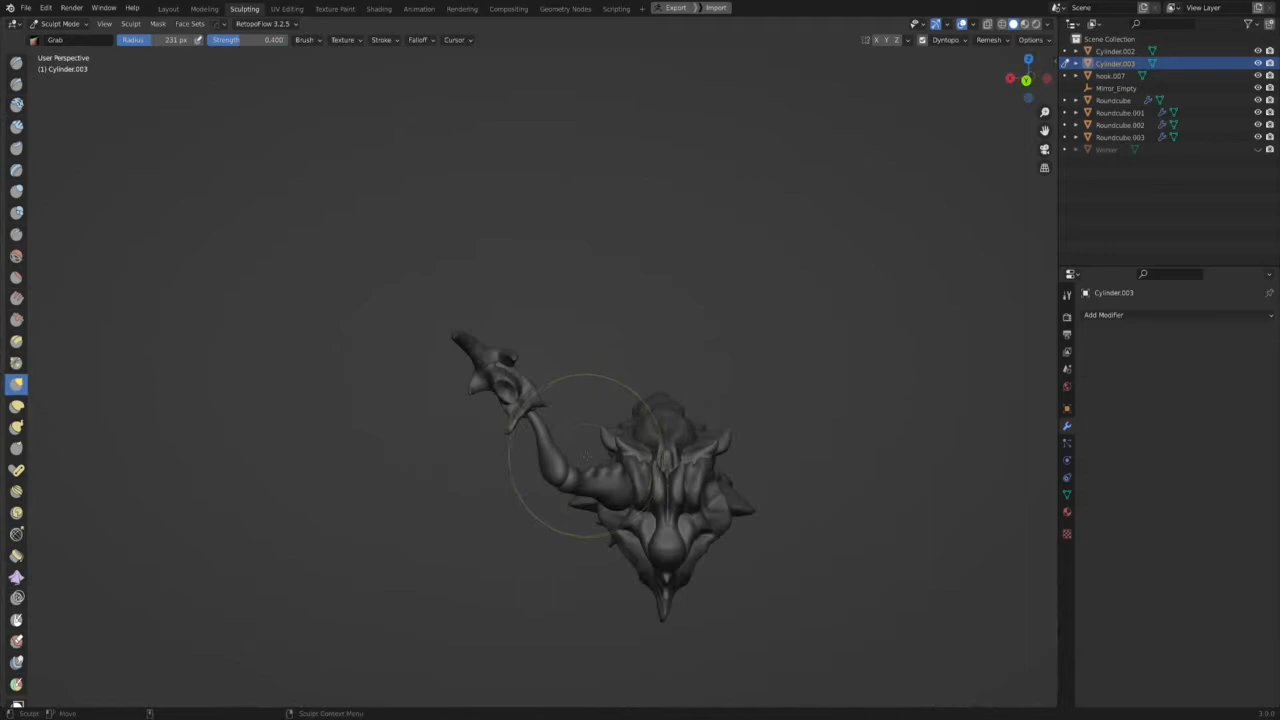 File Edit Render Window Help Layout Modeling Sculpting UV Editing Texture Paint Shading Animation Rendering Compositing Geometry Nodes Scripting + Export Import Scene View Layer
Sculpt Mode View Sculpt Mask Face Sets RetopoFlow 3.2.5
Grab Radius 231 px Strength 0.400 Brush Texture Stroke Falloff Cursor X Y Z Dyntopo Remesh Options
User Perspective
(1) Cylinder.003
Z
X
Y
Scene Collection
Cylinder.002
Cylinder.003
hook.007
Mirror_Empty
Roundcube
Roundcube.001
Roundcube.002
Roundcube.003
Cylinder.003
Add Modifier
Sculpt Move Sculpt Context Menu